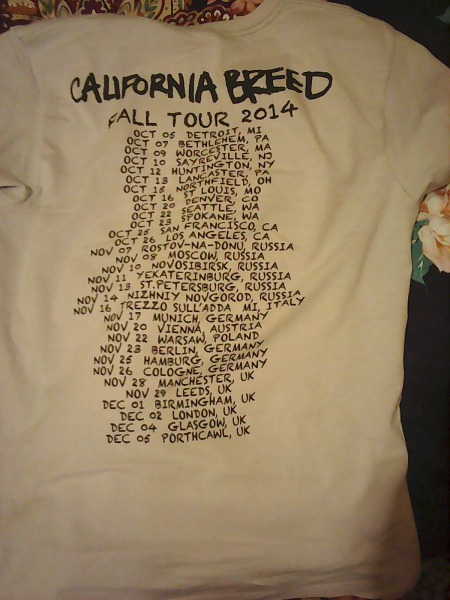 CALIFORNIA BREED
FALL TOUR 2014
OCT 05 DETROIT, MI
OCT 07 BETHLEHEM, PA
OCT 09 WORCESTER, MA
OCT 10 SAYREVILLE, NJ
OCT 12 HUNTINGTON, NY
OCT 13 LANCASTER, PA
OCT 15 NORTHFIELD, OH
OCT 16 ST LOUIS, MO
OCT 20 DENVER, CO
OCT 22 SEATTLE, WA
OCT 23 SPOKANE, WA
OCT 25 SAN FRANCISCO, CA
OCT 26 LOS ANGELES, CA
NOV 07 ROSTOV-NA-DONU, RUSSIA
NOV 08 MOSCOW, RUSSIA
NOV 10 NOVOSIBIRSK, RUSSIA
NOV 11 YEKATERINBURG, RUSSIA
NOV 13 ST.PETERSBURG, RUSSIA
NOV 14 NIZHNIY NOVGOROD, RUSSIA
NOV 16 TREZZO SULL'ADDA MI, ITALY
NOV 17 MUNICH, GERMANY
NOV 20 VIENNA, AUSTRIA
NOV 22 WARSAW, POLAND
NOV 23 BERLIN, GERMANY
NOV 25 HAMBURG, GERMANY
NOV 26 COLOGNE, GERMANY
NOV 28 MANCHESTER, UK
NOV 29 LEEDS, UK
DEC 01 BIRMINGHAM, UK
DEC 02 LONDON, UK
DEC 04 GLASGOW, UK
DEC 05 PORTHCAWL, UK